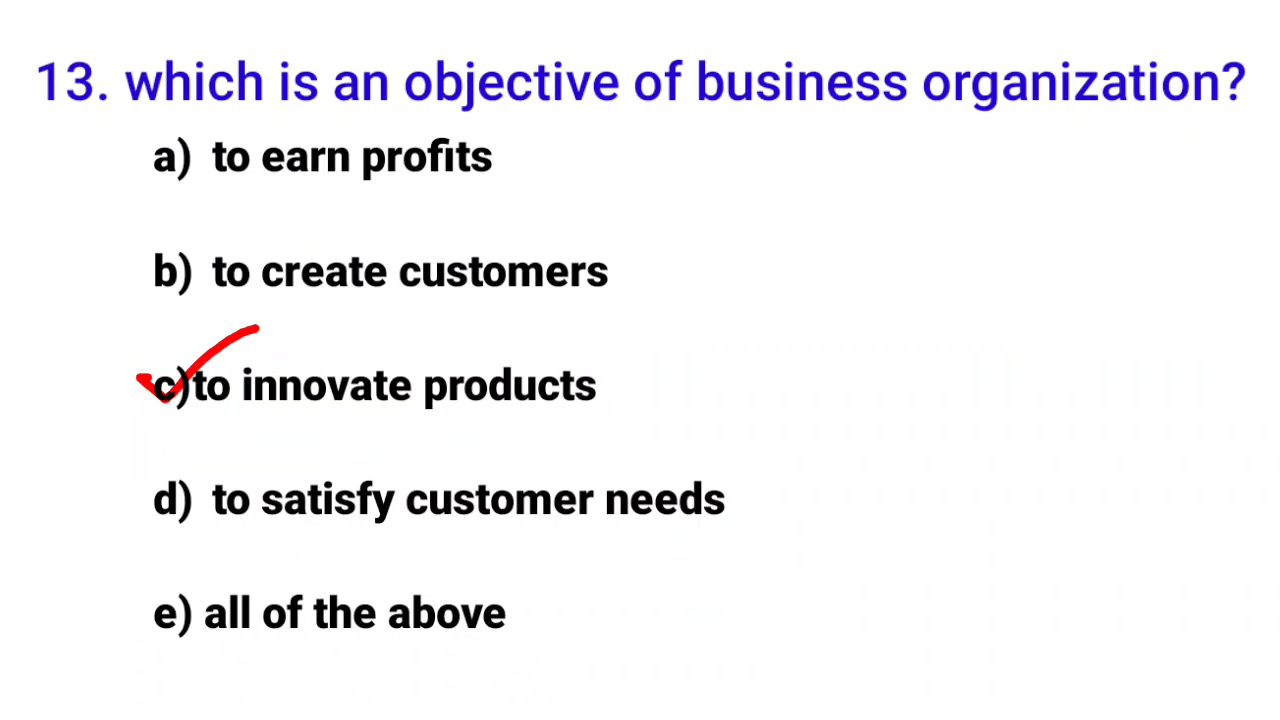 13. which is an objective of business organization?
a) to earn profits
b) to create customers
c)to innovate products
d) to satisfy customer needs
e) all of the above